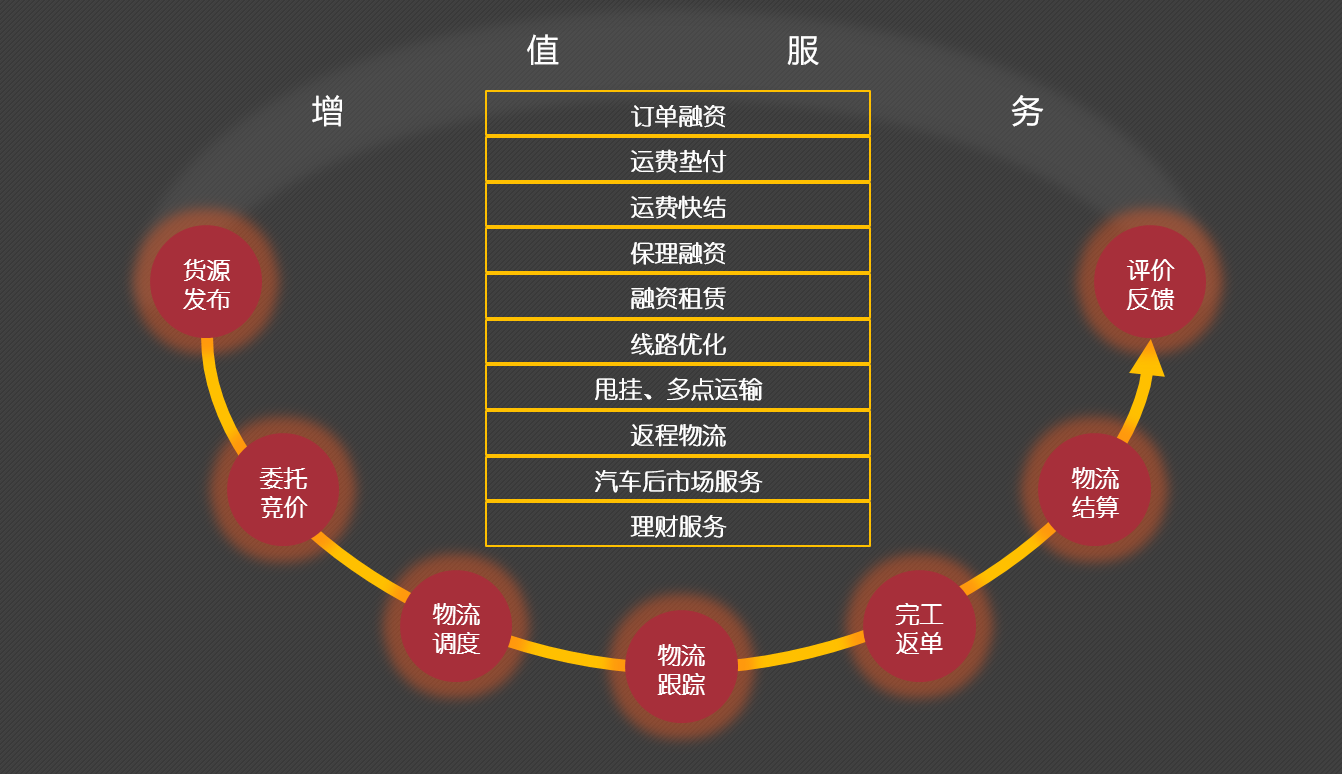 增值服务
订单融资
运费垫付
运费快结
保理融资
融资租赁
线路优化
甩挂、多点运输
返程物流
汽车后市场服务
理财服务
货源
发布
委托
竞价
物流
调度
物流
跟踪
完工
返单
物流
结算
评价
反馈